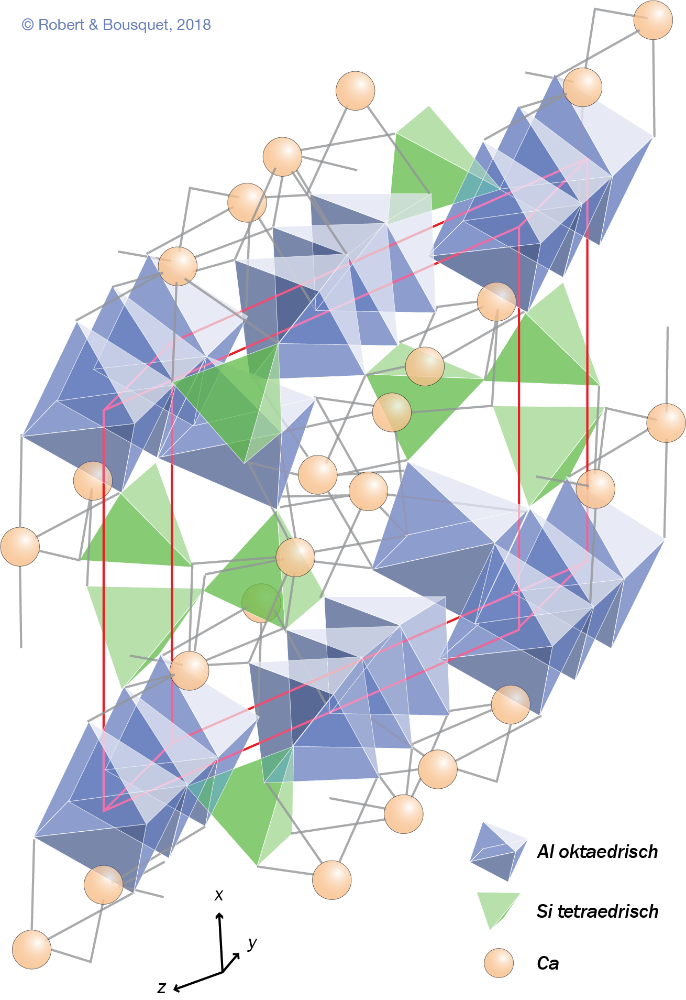 © Robert & Bousquet, 2018
Al oktaedrisch
Si tetraedrisch
Ca
x
y
z